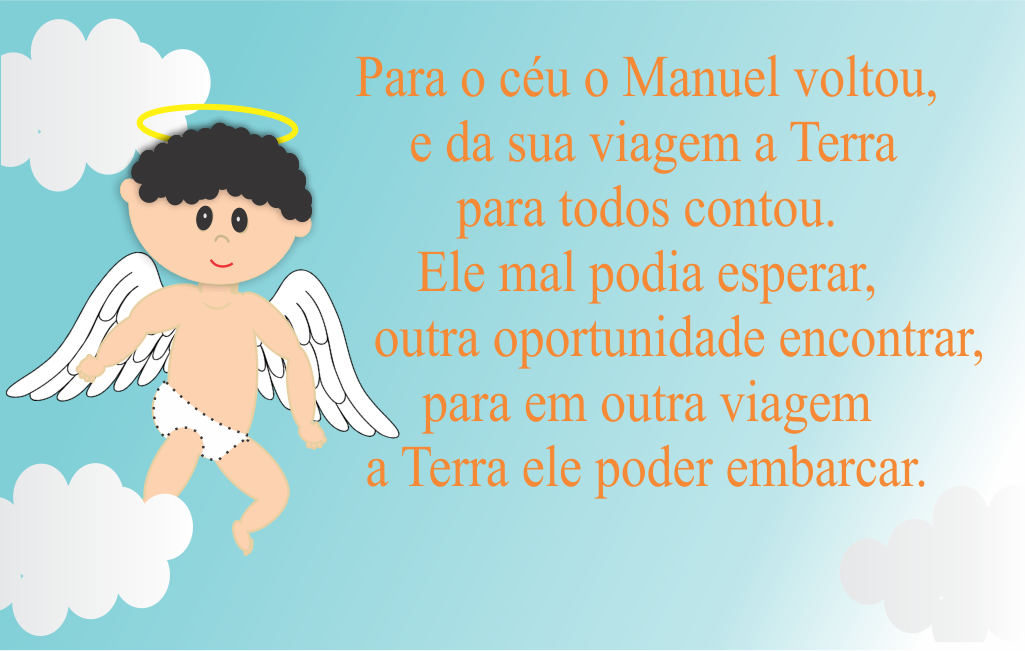 Para o céu o Manuel voltou,
e da sua viagem a Terra
para todos contou.
Ele mal podia esperar,
outra oportunidade encontrar,
para em outra viagem
a Terra ele poder embarcar.